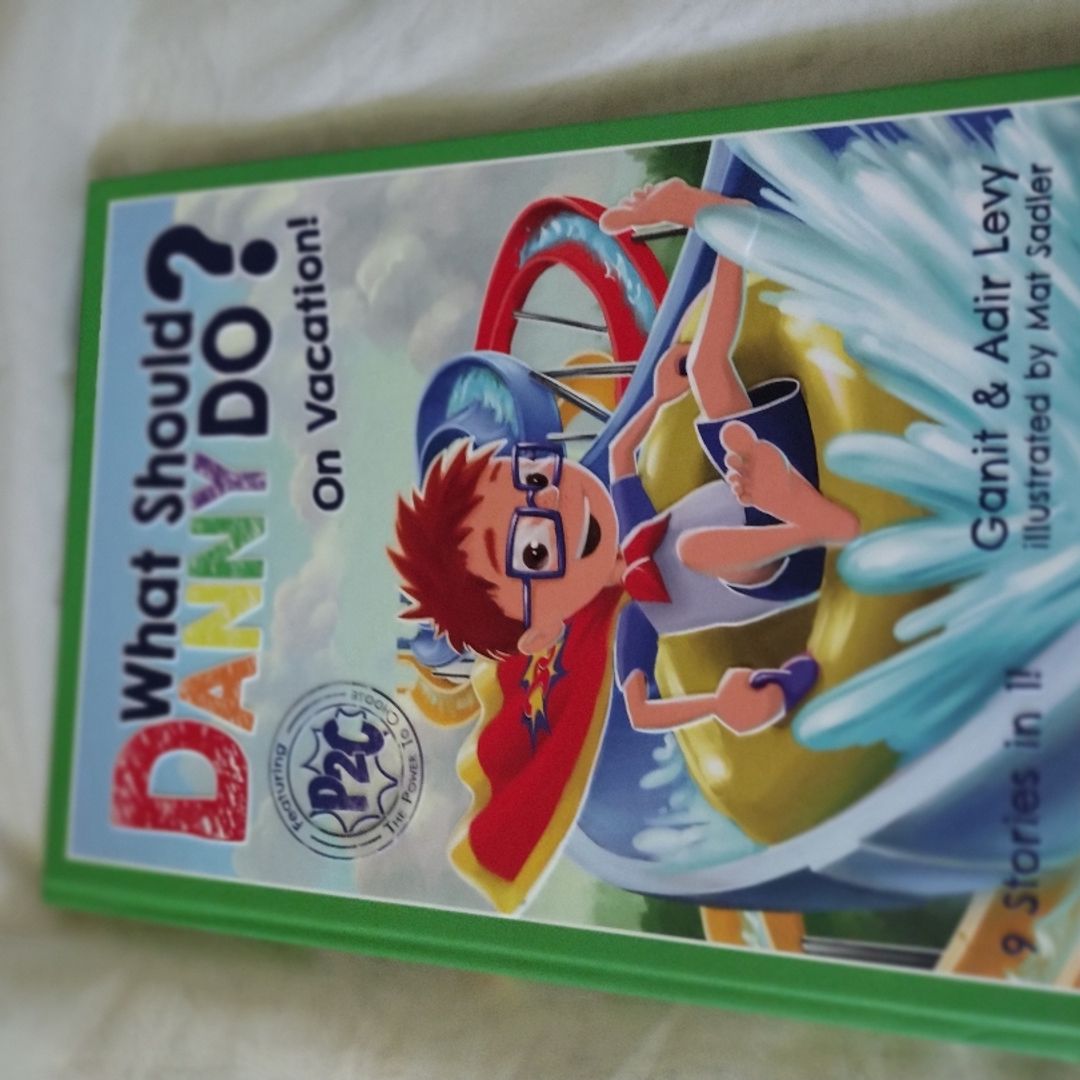 What Should
DANNY DO?
On Vacation!
Featuring
P2C
The Power To Choose
Ganit & Adir Levy
illustrated by Mat Sadler
9 Stories in 1!